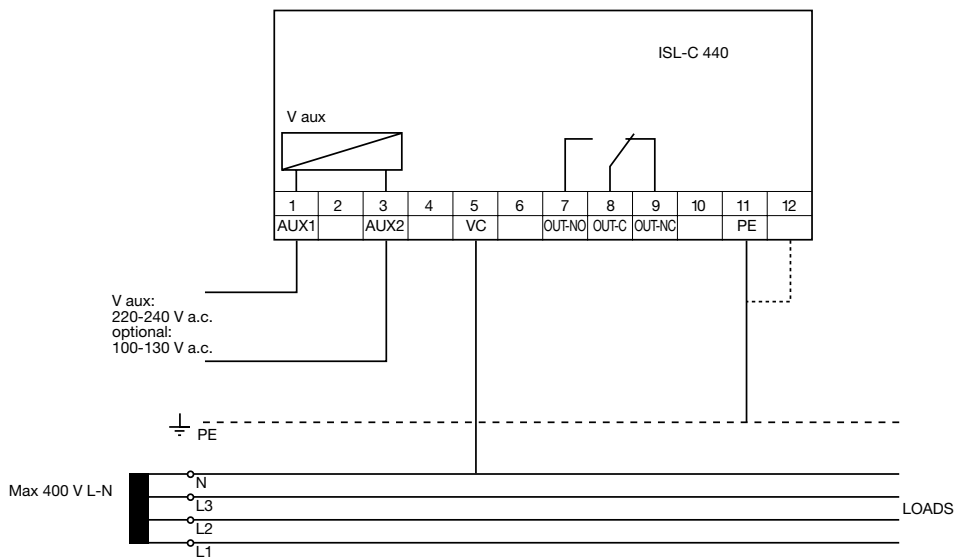 ISL-C 440
V aux
1 2 3 4 5 6 7 8 9 10 11 12
AUX1 AUX2 VC OUT-NO OUT-C OUT-NC PE
V aux:
220-240 V a.c.
optional:
100-130 V a.c.
PE
Max 400 V L-N
N
L3
L2
L1
LOADS